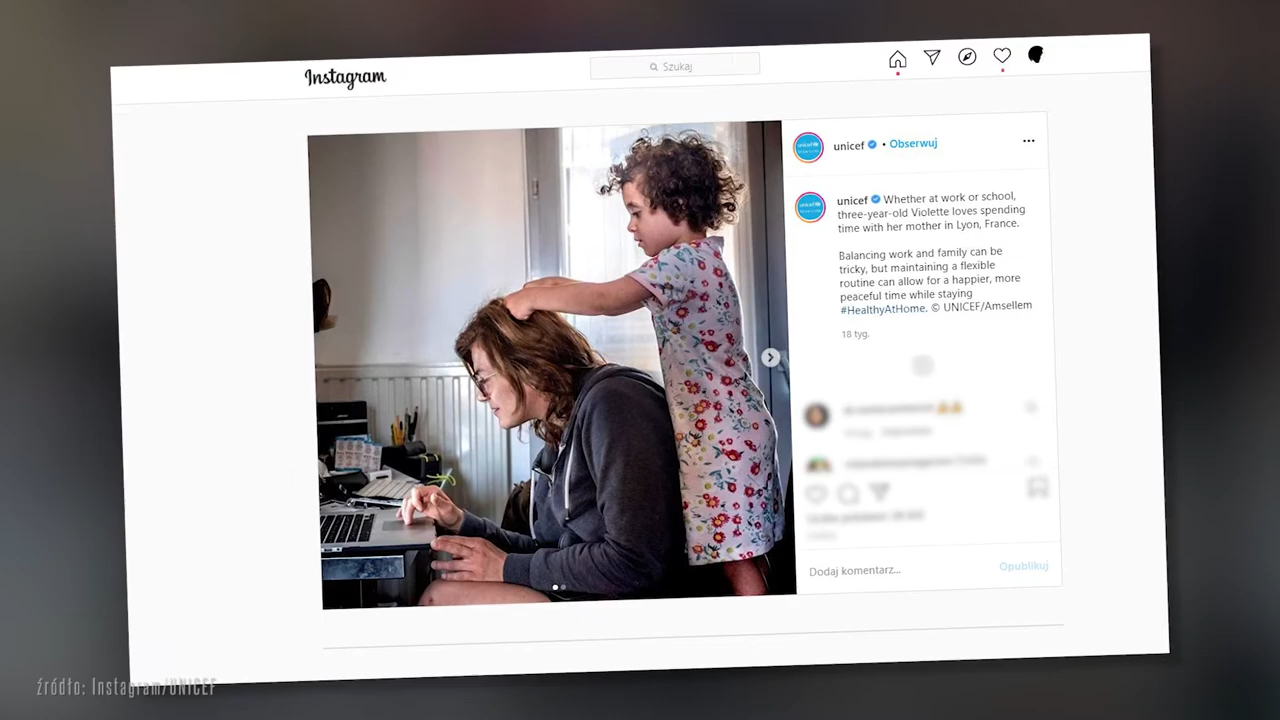 Instagram
Szukaj
unicef • Obserwuj
unicef Whether at work or school,
three-year-old Violette loves spending
time with her mother in Lyon, France.
Balancing work and family can be
tricky, but maintaining a flexible
routine can allow for a happier, more
peaceful time while staying
#HealthyAtHome. © UNICEF/Amsellem
18 tyg.
Dodaj komentarz...
Opublikuj
źródło: Instagram/UNICEF